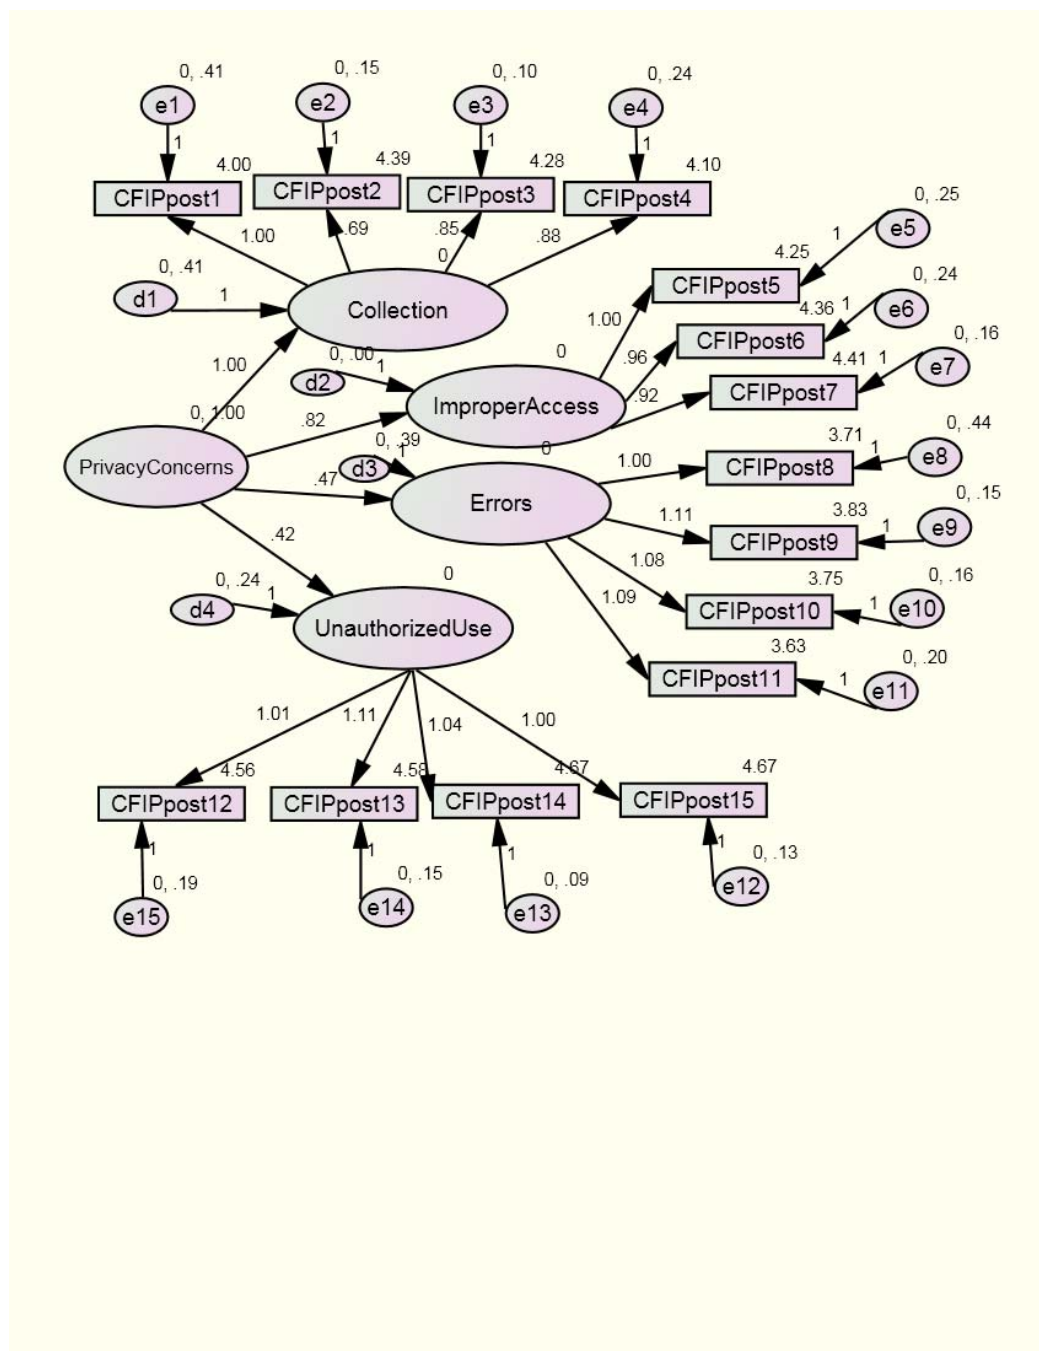 0, .41
0, .15
0, .10
0, .24
e1
e2
e3
e4
1
1
1
1
4.00
4.39
4.28
4.10
CFIPpost1
CFIPpost2
CFIPpost3
CFIPpost4
0, .25
e5
1
1.00
.69
.85
.88
0
4.25
0, .41
d1
1
Collection
CFIPpost5
0, .24
e6
1
4.36
1.00
CFIPpost6
0, .16
e7
1
4.41
1.00
0, .00
1
d2
0
.96
.92
CFIPpost7
ImproperAccess
0, 1.00
.82
PrivacyConcerns
0, .39
1
d3
0
.47
3.71
1
0, .44
e8
1.00
CFIPpost8
Errors
0, .15
e9
3.83
1
1.11
CFIPpost9
.42
1.08
3.75
0, .16
e10
1
CFIPpost10
0, .24
1
d4
0
1.09
UnauthorizedUse
3.63
0, .20
e11
1
CFIPpost11
1.01
1.11
1.04
1.00
4.56
4.58
4.67
4.67
CFIPpost12
CFIPpost13
CFIPpost14
CFIPpost15
1
1
1
1
0, .19
0, .15
0, .09
0, .13
e15
e14
e13
e12